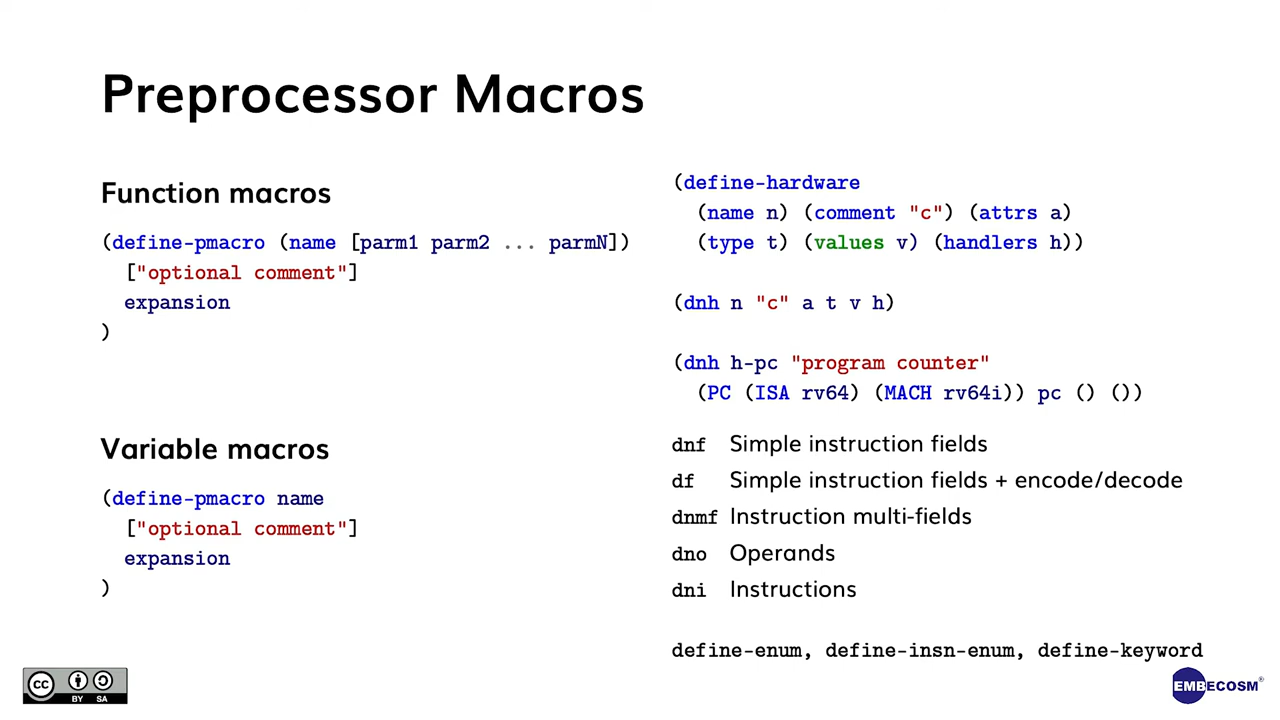 Preprocessor Macros
Function macros
(define-pmacro (name [parm1 parm2 ... parmN])
["optional comment"]
expansion
)
Variable macros
(define-pmacro name
["optional comment"]
expansion
)
(define-hardware
(name n) (comment "c") (attrs a)
(type t) (values v) (handlers h))
(dnh n "c" a t v h)
(dnh h-pc "program counter"
(PC (ISA rv64) (MACH rv64i)) pc () ())
dnf Simple instruction fields
df Simple instruction fields + encode/decode
dnmf Instruction multi-fields
dno Operands
dni Instructions
define-enum, define-insn-enum, define-keyword
cc BY SA
EMBECOSM®